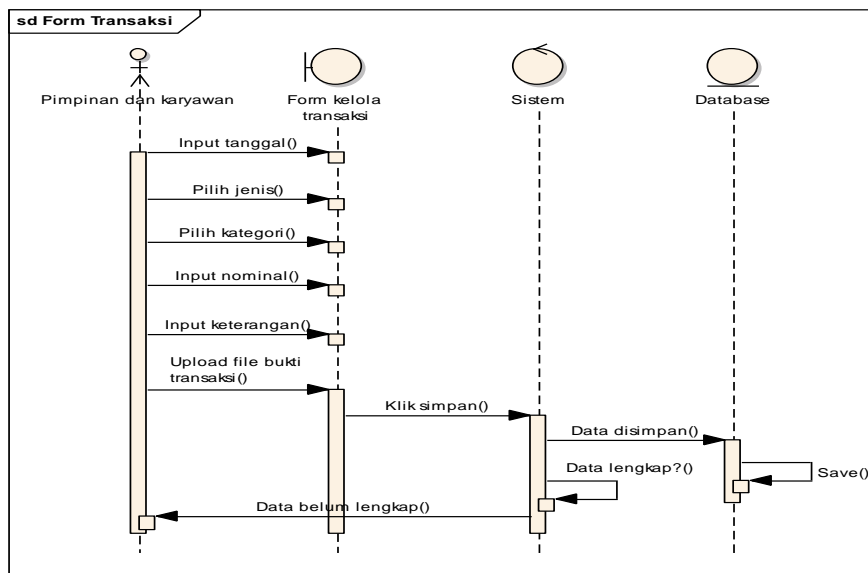 sd Form Transaksi
Pimpinan dan karyawan
Form kelola
transaksi
Sistem
Database
Input tanggal()
Pilih jenis()
Pilih kategori()
Input nominal()
Input keterangan()
Upload file bukti
transaksi()
Klik simpan()
Data disimpan()
Data lengkap?()
Save()
Data belum lengkap()